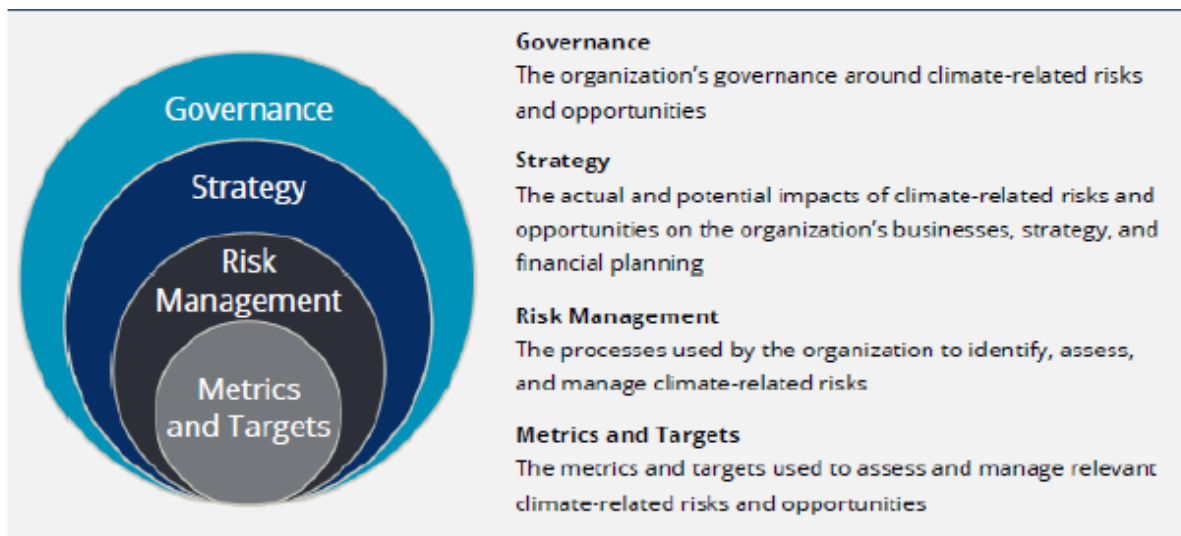 Governance
Strategy
Risk
Management
Metrics
and Targets
Governance
The organization's governance around climate-related risks
and opportunities
Strategy
The actual and potential impacts of climate-related risks and
opportunities on the organization's businesses, strategy, and
financial planning
Risk Management
The processes used by the organization to identify, assess,
and manage climate-related risks
Metrics and Targets
The metrics and targets used to assess and manage relevant
climate-related risks and opportunities